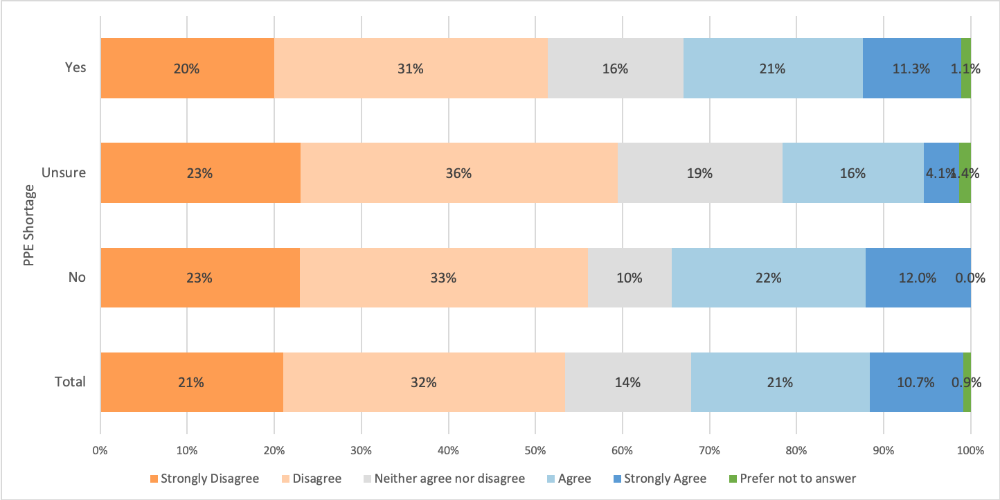 Yes 20% 31% 16% 21% 11.3% 1.1%
Unsure 23% 36% 19% 16% 4.1% 1.4%
PPE Shortage
No 23% 33% 10% 22% 12.0% 0.0%
Total 21% 32% 14% 21% 10.7% 0.9%
0% 10% 20% 30% 40% 50% 60% 70% 80% 90% 100%
Strongly Disagree Disagree Neither agree nor disagree Agree Strongly Agree Prefer not to answer